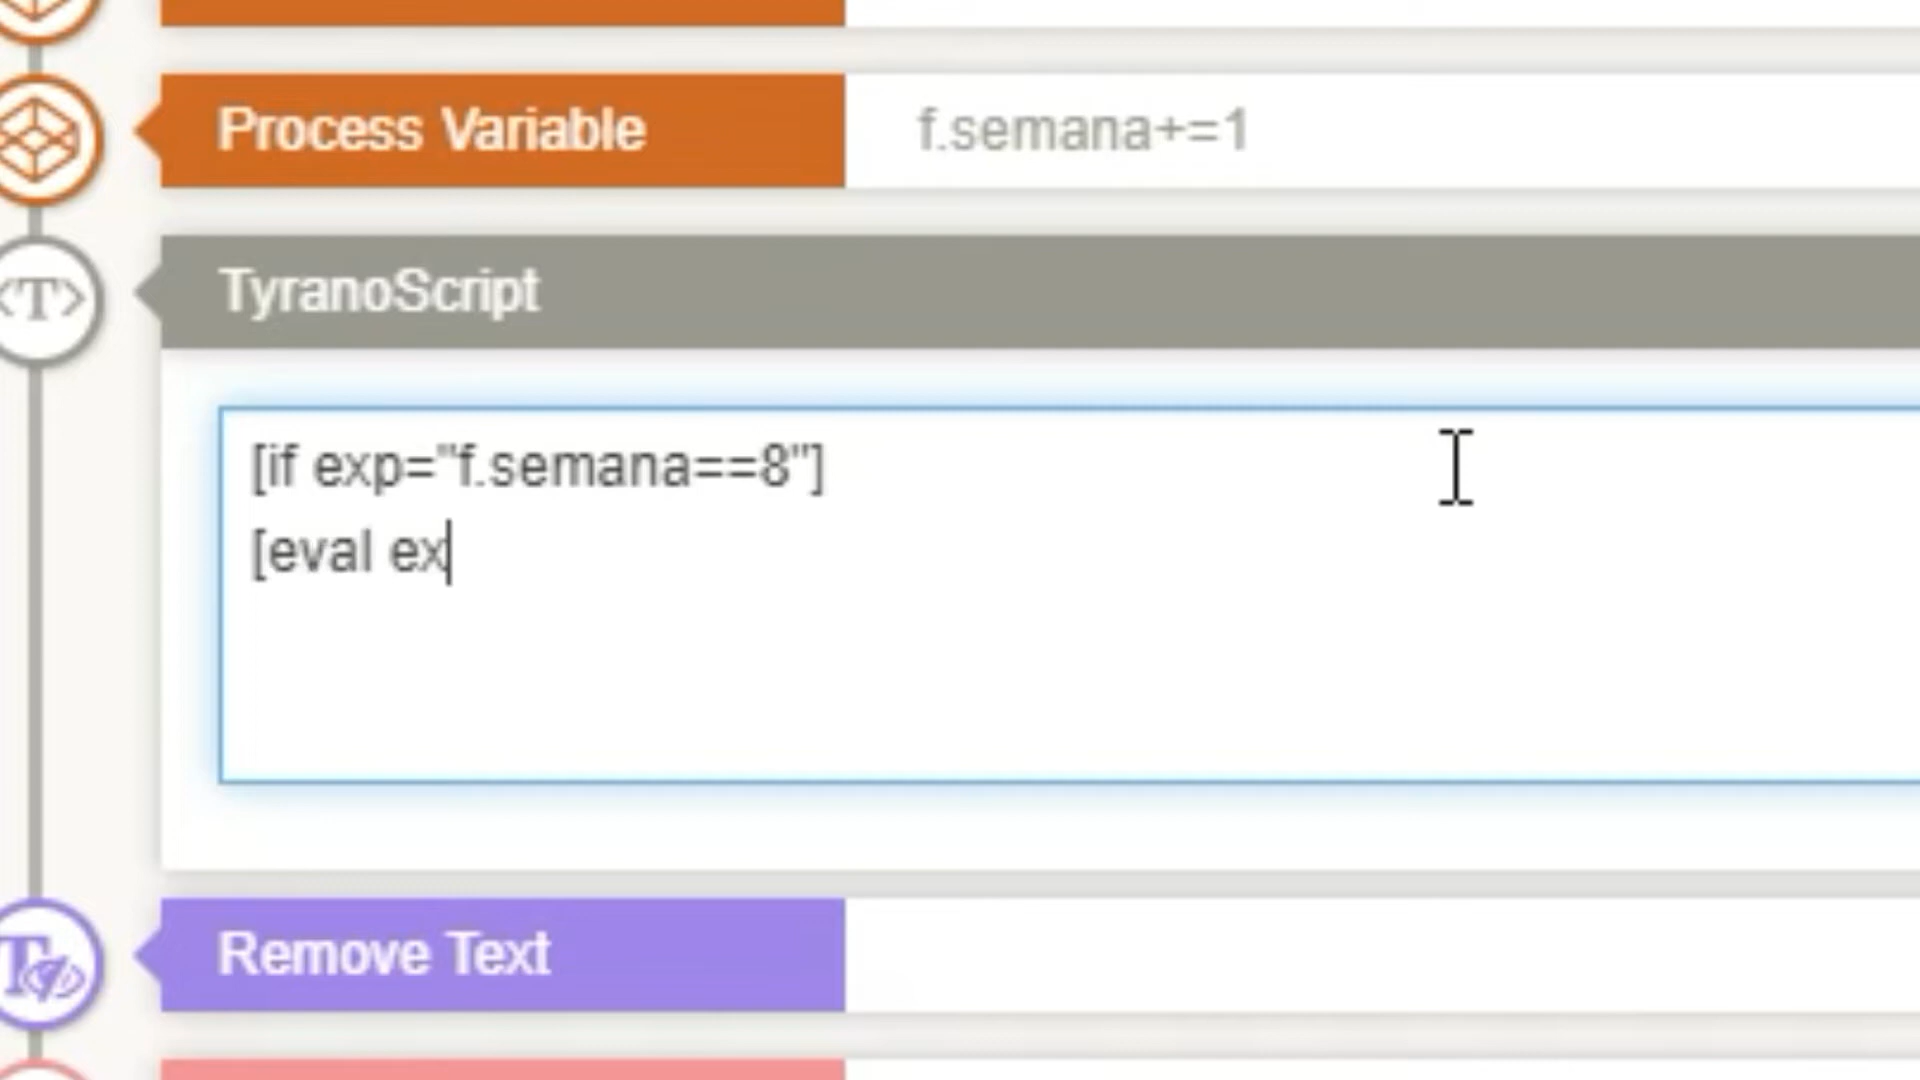 Process Variable f.semana+=1
<T> TyranoScript
[if exp="f.semana==8"]
[eval ex
T Remove Text